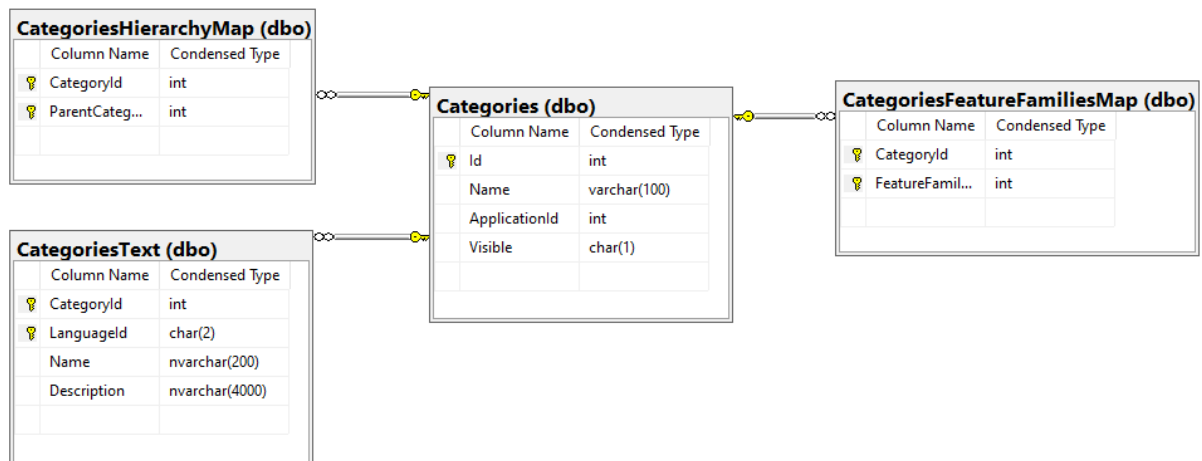 CategoriesHierarchyMap (dbo)
Column Name Condensed Type
CategoryId int
ParentCateg... int
Categories (dbo)
Column Name Condensed Type
Id int
Name varchar(100)
ApplicationId int
Visible char(1)
CategoriesFeatureFamiliesMap (dbo)
Column Name Condensed Type
CategoryId int
FeatureFamil... int
CategoriesText (dbo)
Column Name Condensed Type
CategoryId int
LanguageId char(2)
Name nvarchar(200)
Description nvarchar(4000)